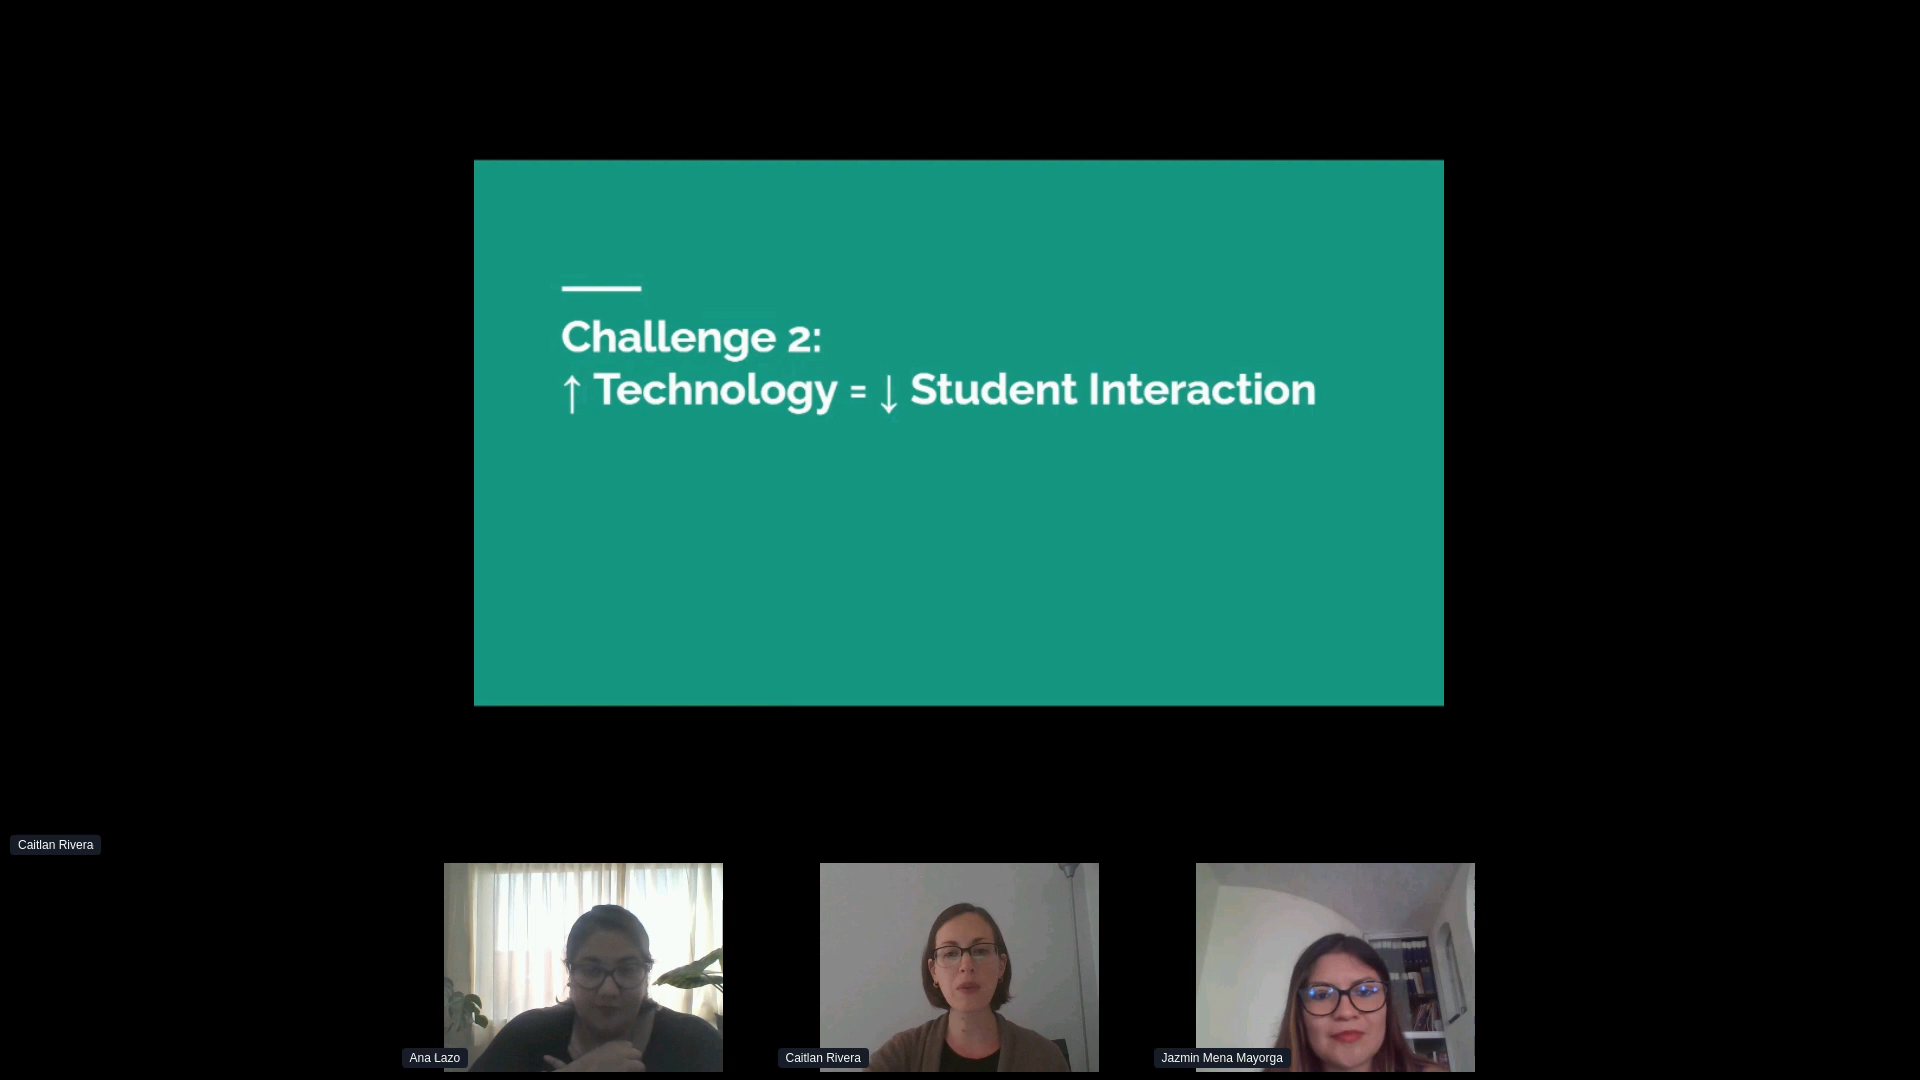 Challenge 2:
↑ Technology = ↓ Student Interaction
Caitlan Rivera
Ana Lazo
Caitlan Rivera
Jazmin Mena Mayorga